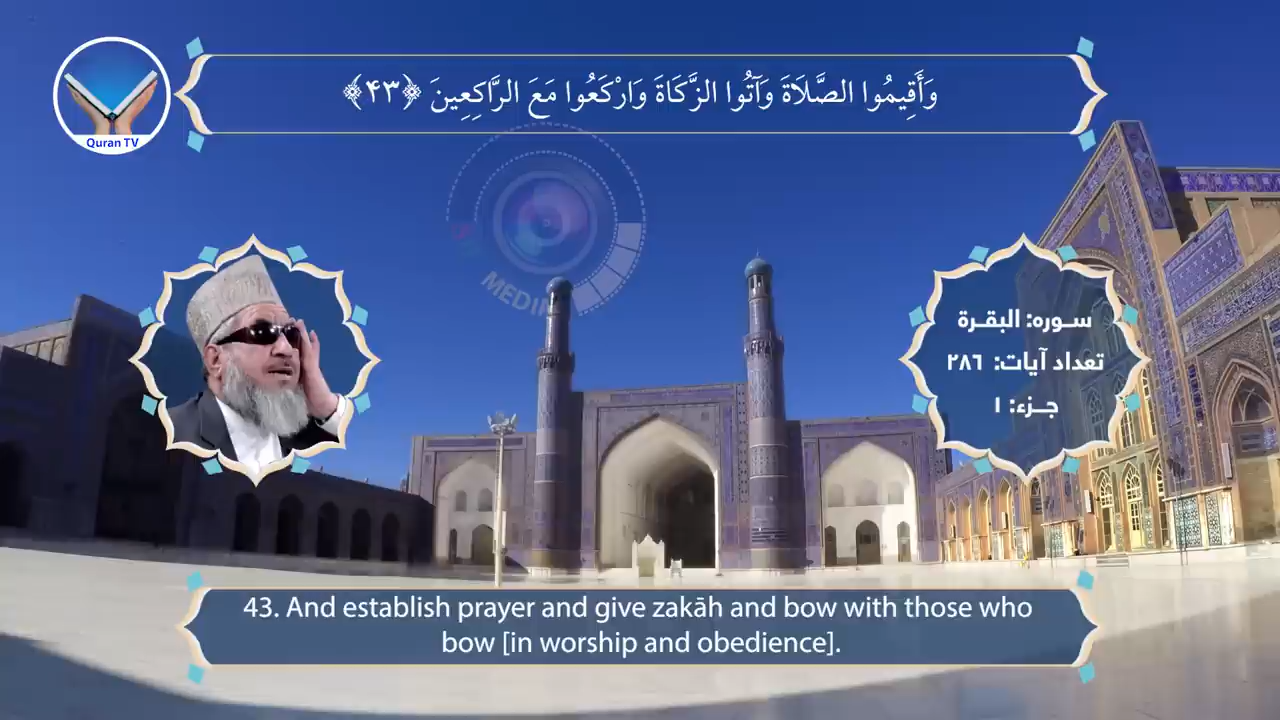 وَأَقِيمُوا الصَّلَاةَ وَآتُوا الزَّكَاةَ وَارْكَعُوا مَعَ الرَّاكِعِينَ ﴿٤٣﴾
Quran TV
MEDI
سوره: البقرة
تعداد آیات: ٢٨٦
جزء: ١
43. And establish prayer and give zakāh and bow with those who
bow [in worship and obedience].